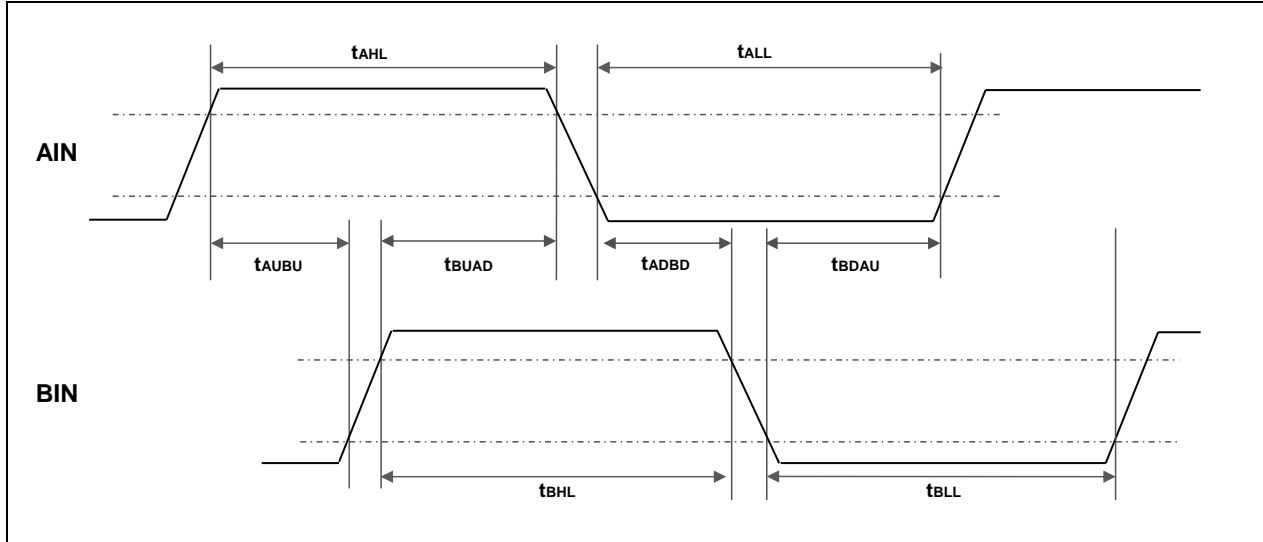 tAHL tALL
AIN
tAUBU tBUAD tADBD tBDAU
BIN
tBHL tBLL